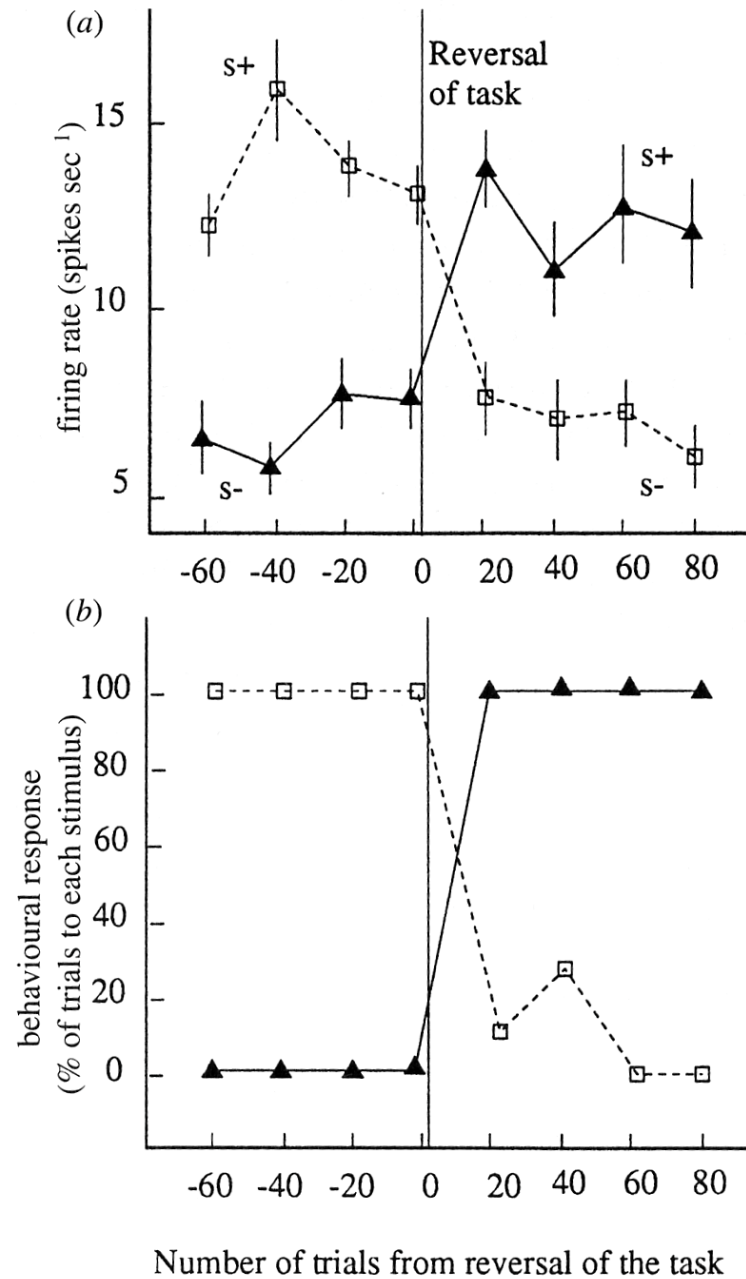 (a)
s+
Reversal
of task
s+
15
10
5
s-
s-
firing rate (spikes sec 1)
-60 -40 -20 0 20 40 60 80
(b)
100
80
60
40
20
0
behavioural response
(% of trials to each stimulus)
-60 -40 -20 0 20 40 60 80
Number of trials from reversal of the task